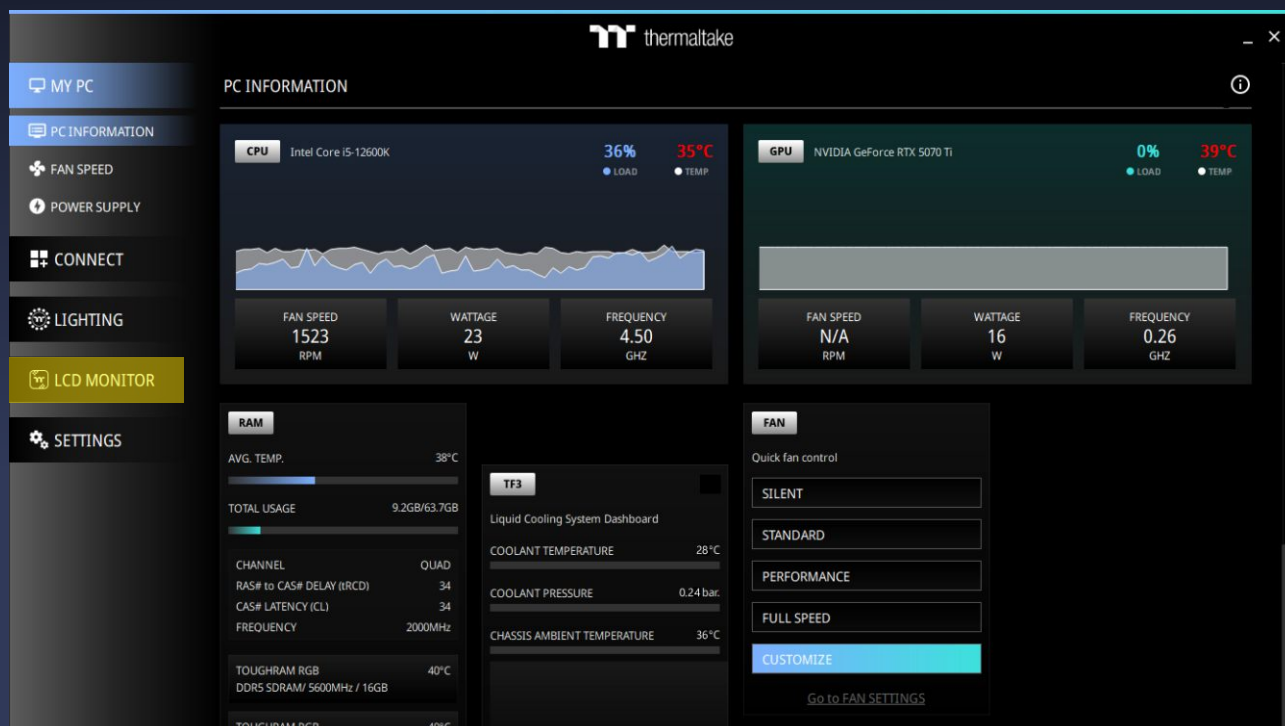 thermaltake
MY PC
PC INFORMATION
FAN SPEED
POWER SUPPLY
CONNECT
LIGHTING
LCD MONITOR
SETTINGS
PC INFORMATION
CPU Intel Core i5-12600K 36% 35°C
LOAD TEMP
FAN SPEED WATTAGE FREQUENCY
1523 23 4.50
RPM W GHZ
GPU NVIDIA GeForce RTX 5070 Ti 0% 39°C
LOAD TEMP
FAN SPEED WATTAGE FREQUENCY
N/A 16 0.26
RPM W GHZ
RAM
AVG. TEMP. 38°C
TOTAL USAGE 9.2GB/63.7GB
CHANNEL QUAD
RAS# to CAS# DELAY (tRCD) 34
CAS# LATENCY (CL) 34
FREQUENCY 2000MHz
TOUGHRAM RGB 40°C
DDR5 SDRAM/ 5600MHz / 16GB
TOUGHRAM RGB 40°C
TF3
Liquid Cooling System Dashboard
COOLANT TEMPERATURE 28°C
COOLANT PRESSURE 0.24 bar.
CHASSIS AMBIENT TEMPERATURE 36°C
FAN
Quick fan control
SILENT
STANDARD
PERFORMANCE
FULL SPEED
CUSTOMIZE
Go to FAN SETTINGS